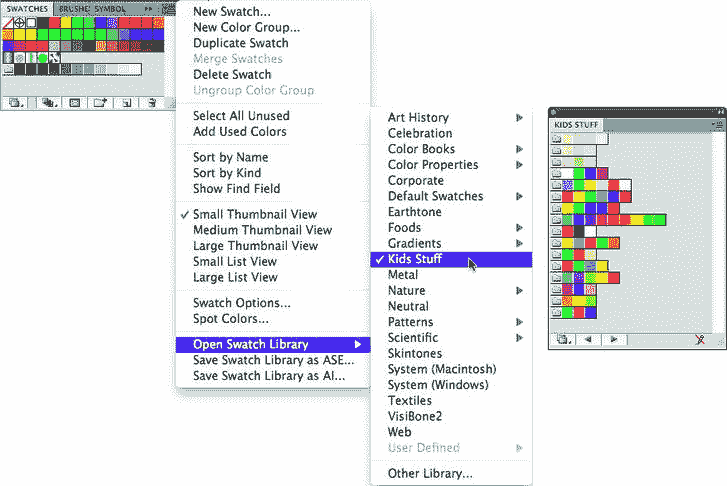 SWATCHES
BRUSHE
SYMBOL
New Swatch...
New Color Group...
Duplicate Swatch
Merge Swatches
Delete Swatch
Ungroup Color Group
Select All Unused
Add Used Colors
Sort by Name
Sort by Kind
Show Find Field
✓ Small Thumbnail View
Medium Thumbnail View
Large Thumbnail View
Small List View
Large List View
Swatch Options...
Spot Colors...
Open Swatch Library
Save Swatch Library as ASE...
Save Swatch Library as AI...
Art History
Celebration
Color Books
Color Properties
Corporate
Default Swatches
Earthtone
Foods
Gradients
✓ Kids Stuff
Metal
Nature
Neutral
Patterns
Scientific
Skintones
System (Macintosh)
System (Windows)
Textiles
VisiBone2
Web
User Defined
Other Library...
KIDS STUFF